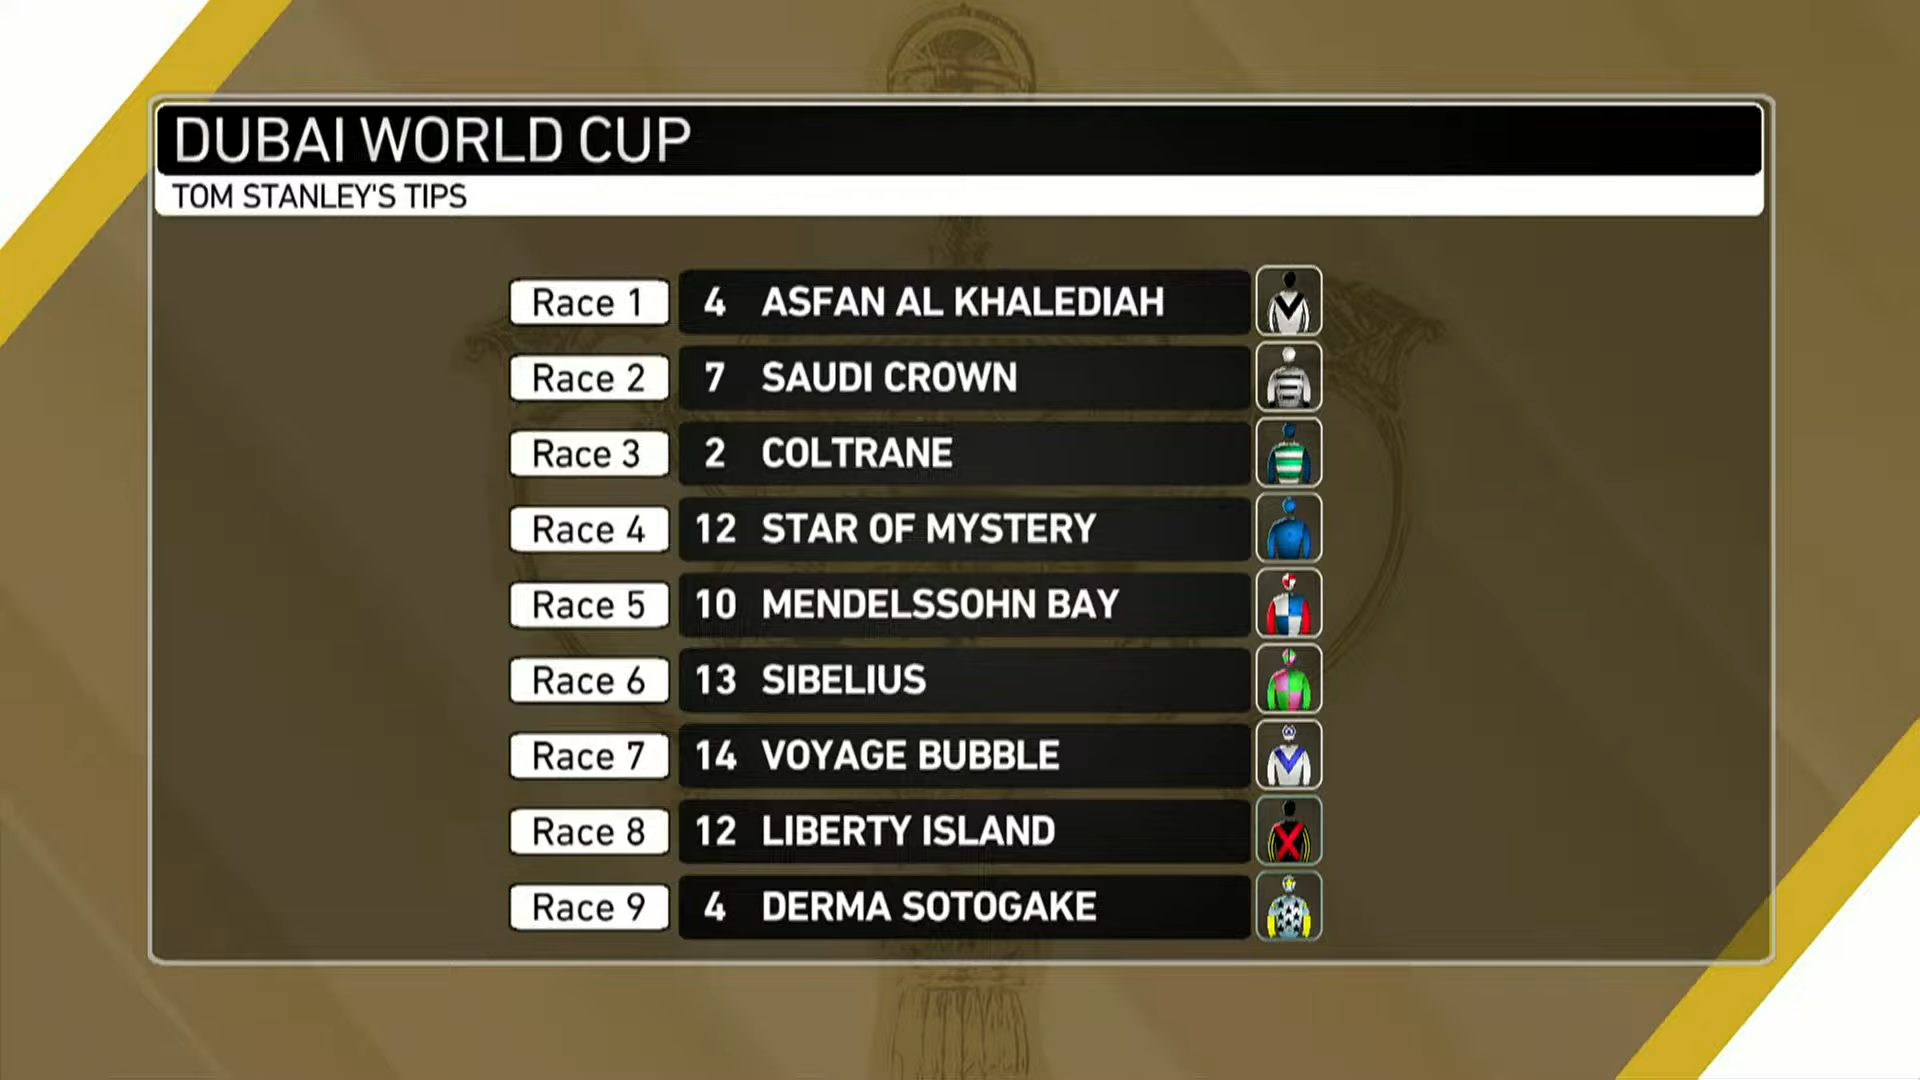 DUBAI WORLD CUP
TOM STANLEY'S TIPS
Race 1 4 ASFAN AL KHALEDIAH
Race 2 7 SAUDI CROWN
Race 3 2 COLTRANE
Race 4 12 STAR OF MYSTERY
Race 5 10 MENDELSSOHN BAY
Race 6 13 SIBELIUS
Race 7 14 VOYAGE BUBBLE
Race 8 12 LIBERTY ISLAND
Race 9 4 DERMA SOTOGAKE